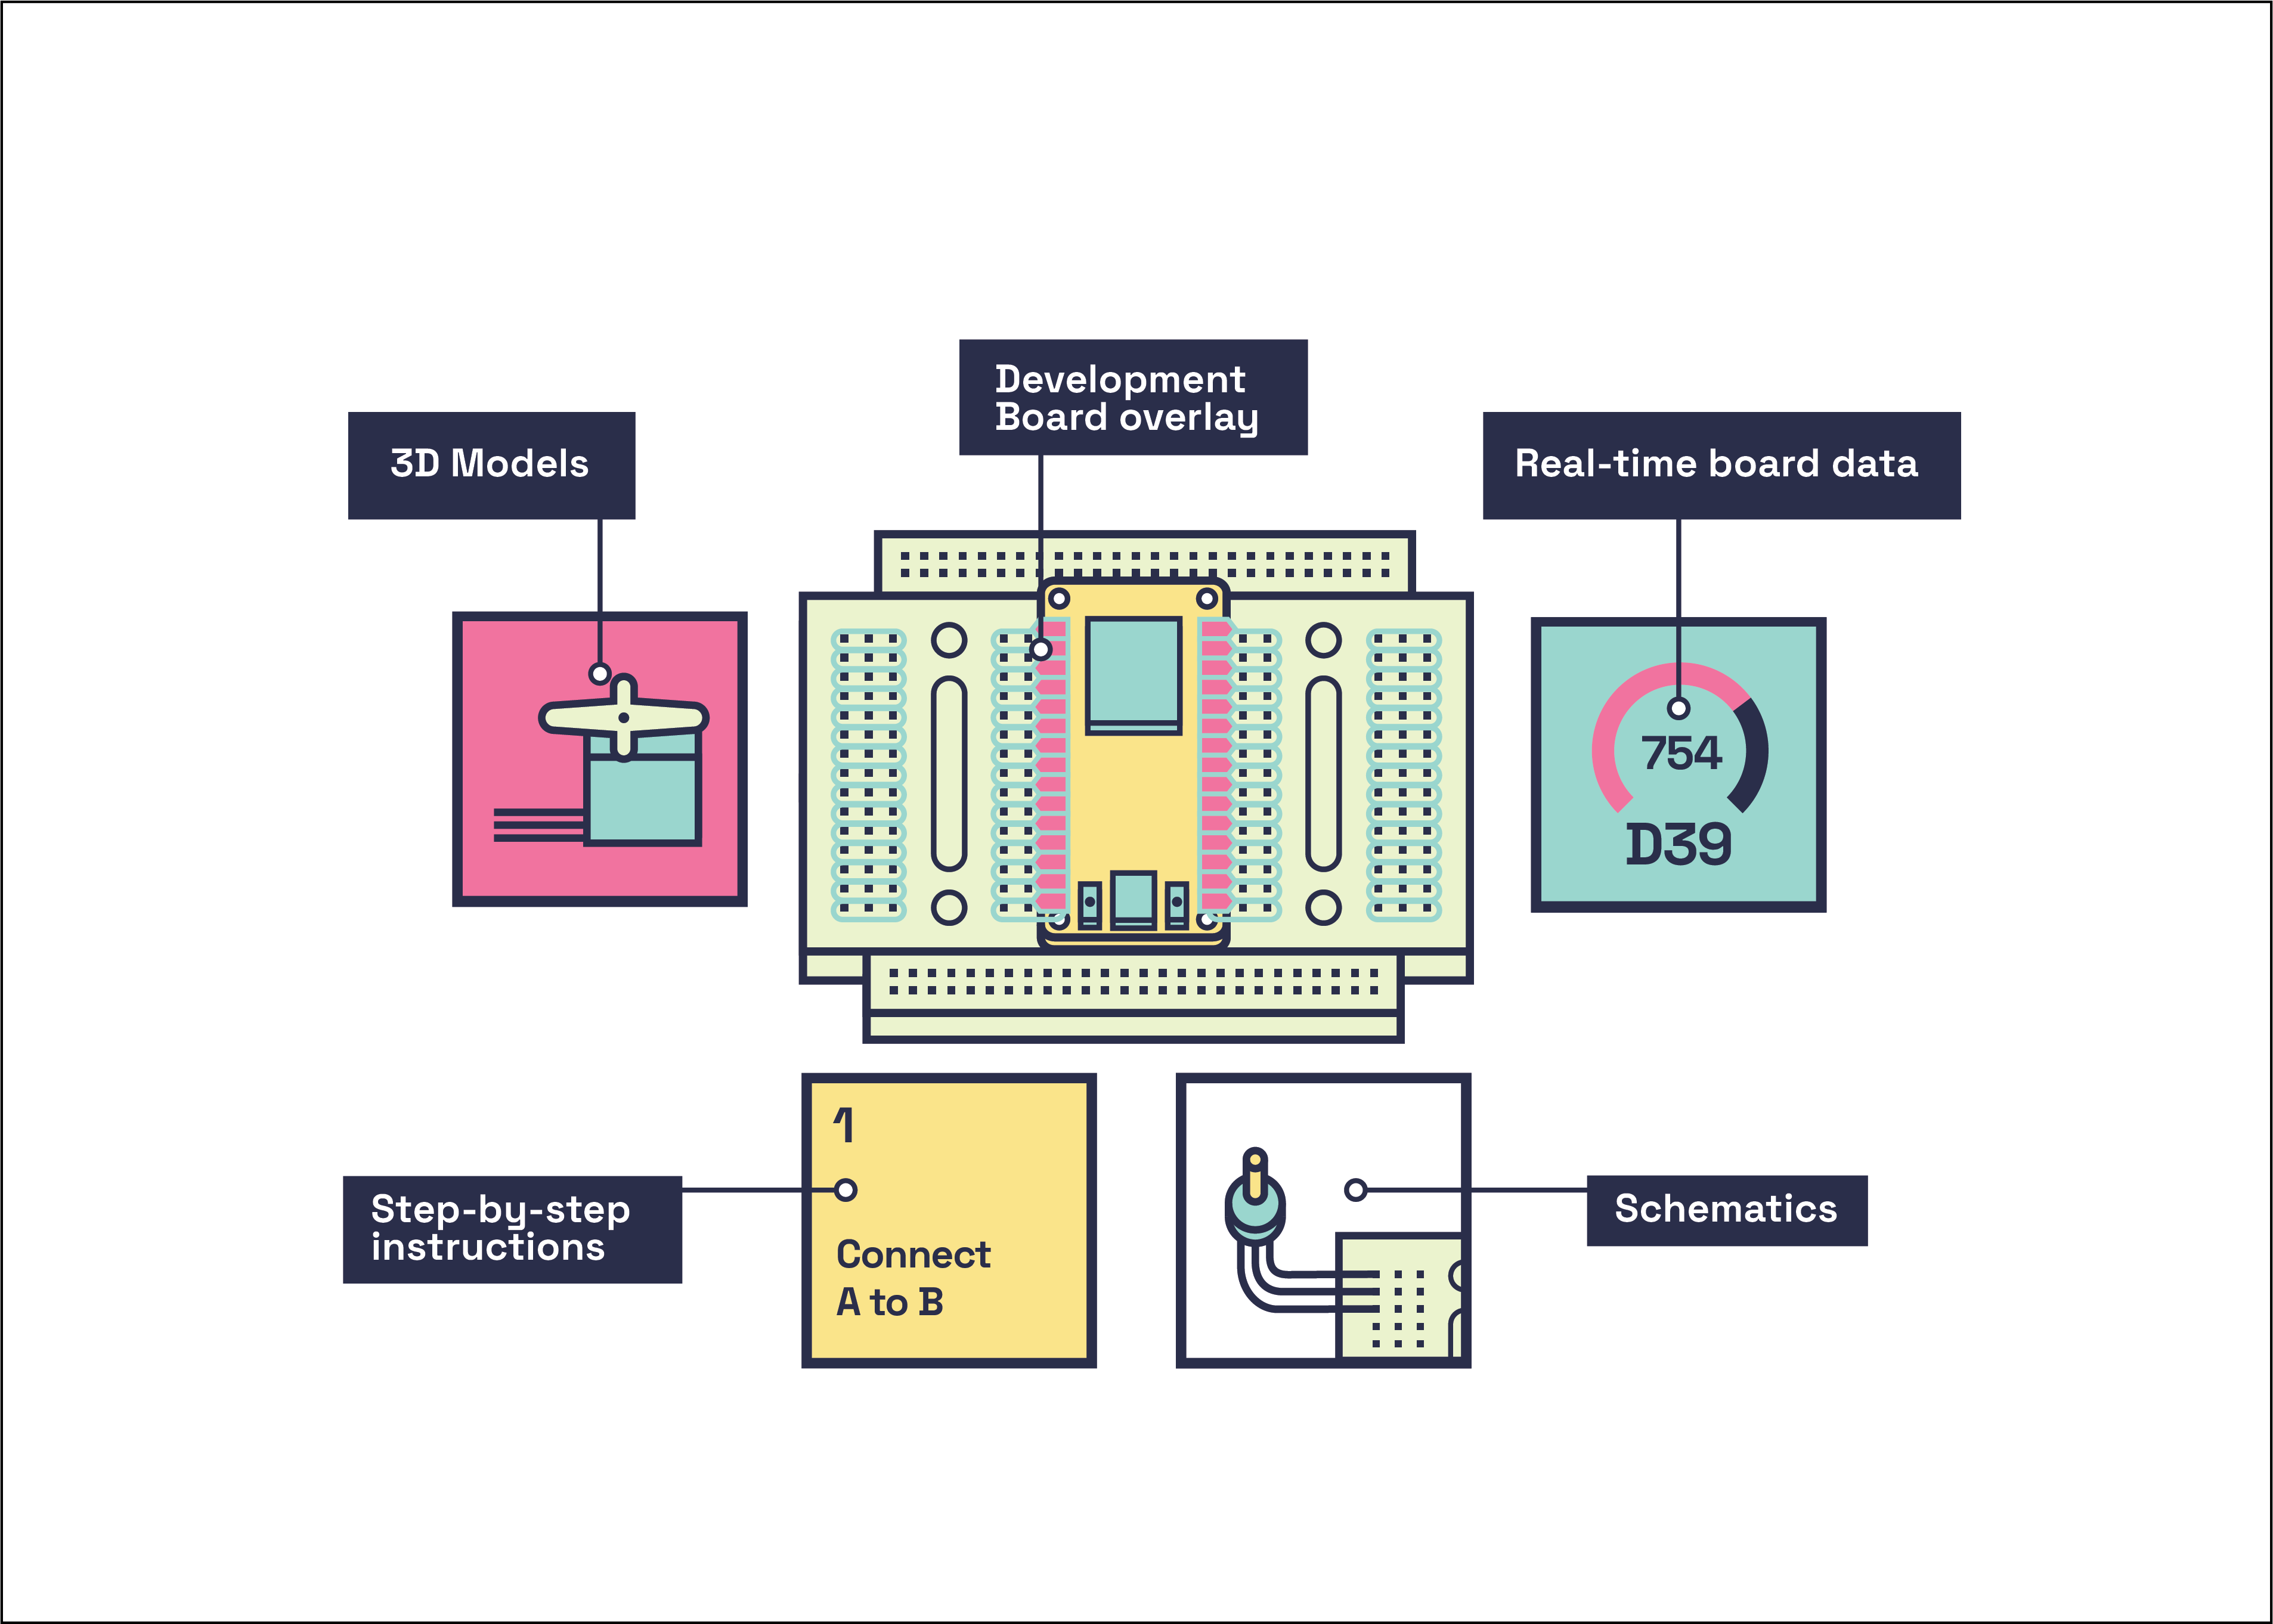 Development
Board overlay
3D Models
Real-time board data
754
D39
1
Connect
A to B
Step-by-step
instructions
Schematics